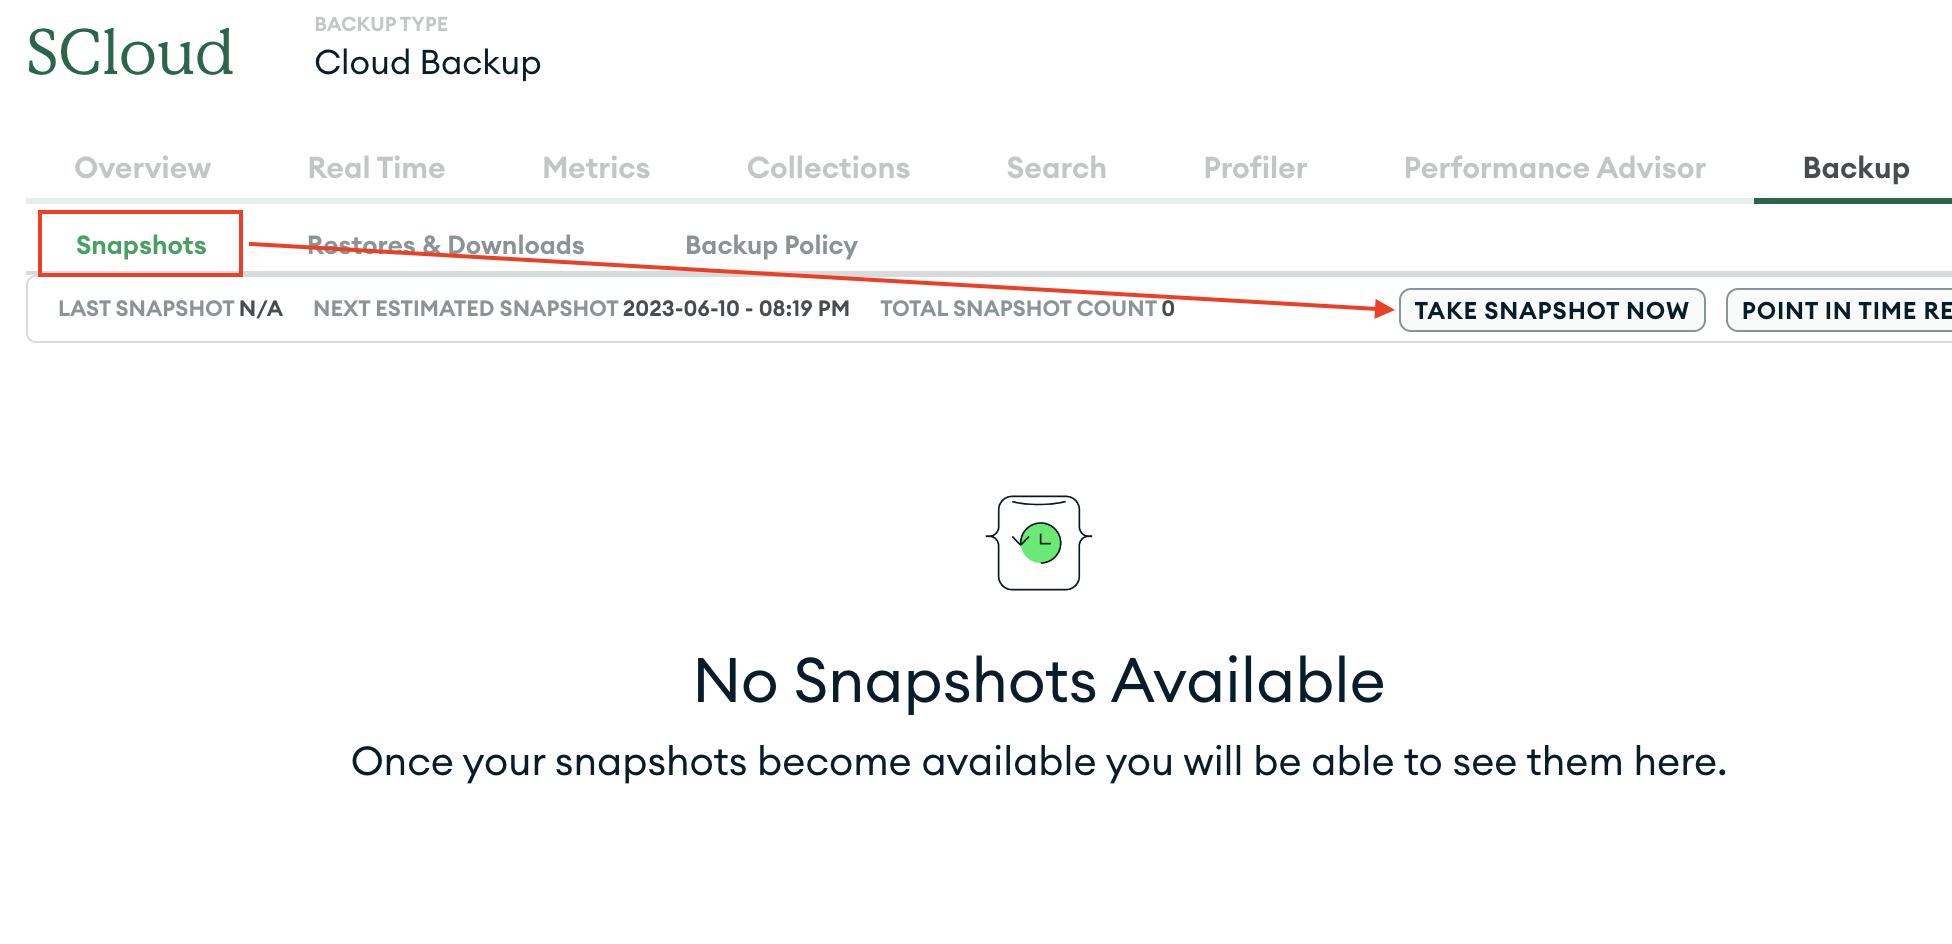 SCloud
BACKUP TYPE
Cloud Backup
Overview Real Time Metrics Collections Search Profiler Performance Advisor Backup
Snapshots Restores & Downloads Backup Policy
LAST SNAPSHOT N/A NEXT ESTIMATED SNAPSHOT 2023-06-10 - 08:19 PM TOTAL SNAPSHOT COUNT 0 TAKE SNAPSHOT NOW POINT IN TIME RE
No Snapshots Available
Once your snapshots become available you will be able to see them here.